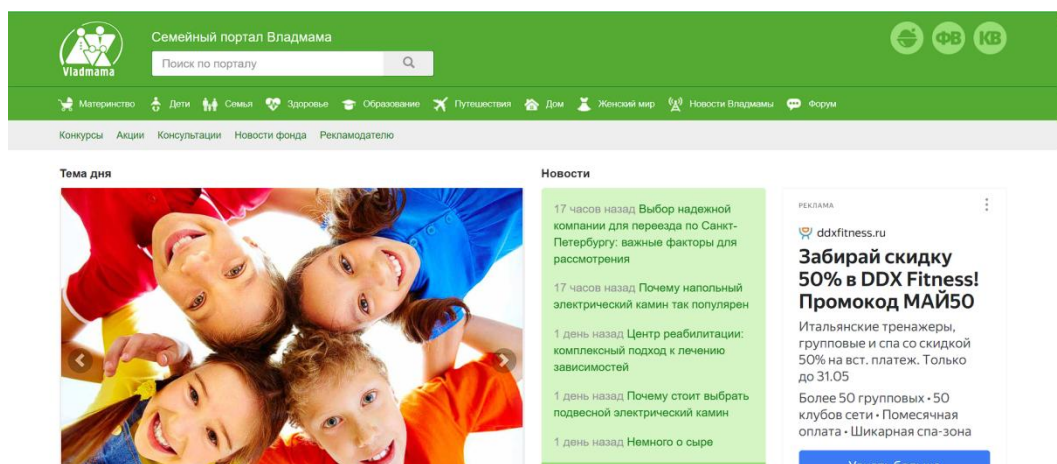 Семейный портал Владмама
Vladmama
Поиск по порталу
ФВ
КВ
Материнство Дети Семья Здоровье Образование Путешествия Дом Женский мир Новости Владмамы Форум
Конкурсы Акции Консультации Новости фонда Рекламодателю
Тема дня
Новости
17 часов назад Выбор надежной
компании для переезда по Санкт-
Петербургу: важные факторы для
рассмотрения
17 часов назад Почему напольный
электрический камин так популярен
1 день назад Центр реабилитации:
комплексный подход к лечению
зависимостей
1 день назад Почему стоит выбрать
подвесной электрический камин
1 день назад Немного о сыре
РЕКЛАМА
ddxfitness.ru
Забирай скидку
50% в DDX Fitness!
Промокод МАЙ50
Итальянские тренажеры,
групповые и спа со скидкой
50% на вст. платеж. Только
до 31.05
Более 50 групповых • 50
клубов сети • Помесячная
оплата • Шикарная спа-зона